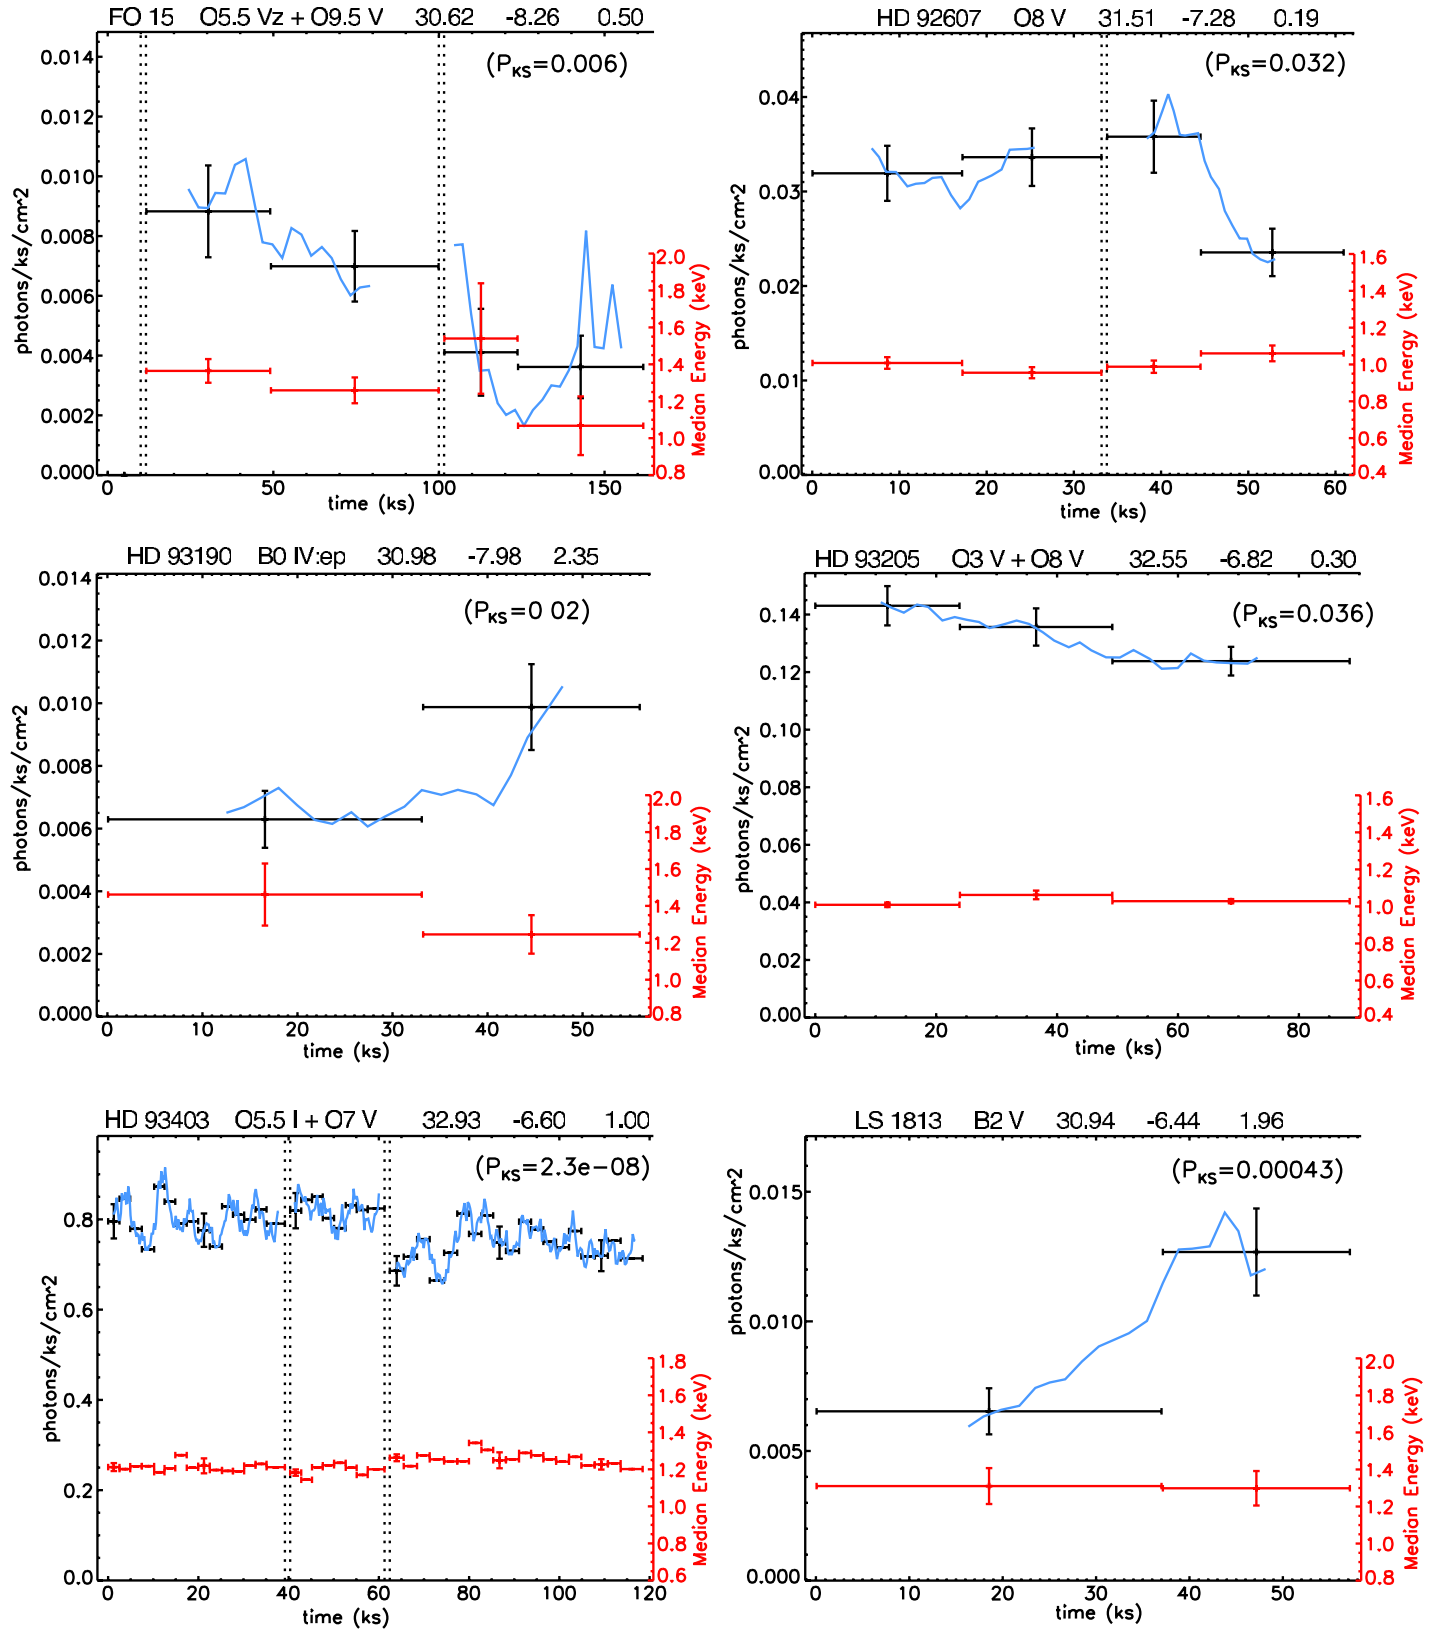 FO 15 O5.5 Vz + O9.5 V 30.62 -8.26 0.50
(P_KS=0.006)
0.014
0.012
0.010
0.008
0.006
0.004
0.002
0.000
photons/ks/cm^2
2.0
1.8
1.6
1.4
1.2
1.0
0.8
Median Energy (keV)
0 50 100 150
time (ks)
HD 92607 O8 V 31.51 -7.28 0.19
(P_KS=0.032)
0.04
0.03
0.02
0.01
0.00
photons/ks/cm^2
1.6
1.4
1.2
1.0
0.8
0.6
0.4
Median Energy (keV)
0 10 20 30 40 50 60
time (ks)
HD 93190 B0 IV:ep 30.98 -7.98 2.35
(P_KS=0 02)
0.014
0.012
0.010
0.008
0.006
0.004
0.002
0.000
photons/ks/cm^2
2.0
1.8
1.6
1.4
1.2
1.0
0.8
Median Energy (keV)
0 10 20 30 40 50
time (ks)
HD 93205 O3 V + O8 V 32.55 -6.82 0.30
(P_KS=0.036)
0.14
0.12
0.10
0.08
0.06
0.04
0.02
0.00
photons/ks/cm^2
1.6
1.4
1.2
1.0
0.8
0.6
0.4
Median Energy (keV)
0 20 40 60 80
time (ks)
HD 93403 O5.5 I + O7 V 32.93 -6.60 1.00
(P_KS=2.3e-08)
0.8
0.6
0.4
0.2
0.0
photons/ks/cm^2
1.8
1.6
1.4
1.2
1.0
0.8
0.6
Median Energy (keV)
0 20 40 60 80 100 120
time (ks)
LS 1813 B2 V 30.94 -6.44 1.96
(P_KS=0.00043)
0.015
0.010
0.005
0.000
photons/ks/cm^2
2.0
1.8
1.6
1.4
1.2
1.0
0.8
Median Energy (keV)
0 10 20 30 40 50
time (ks)